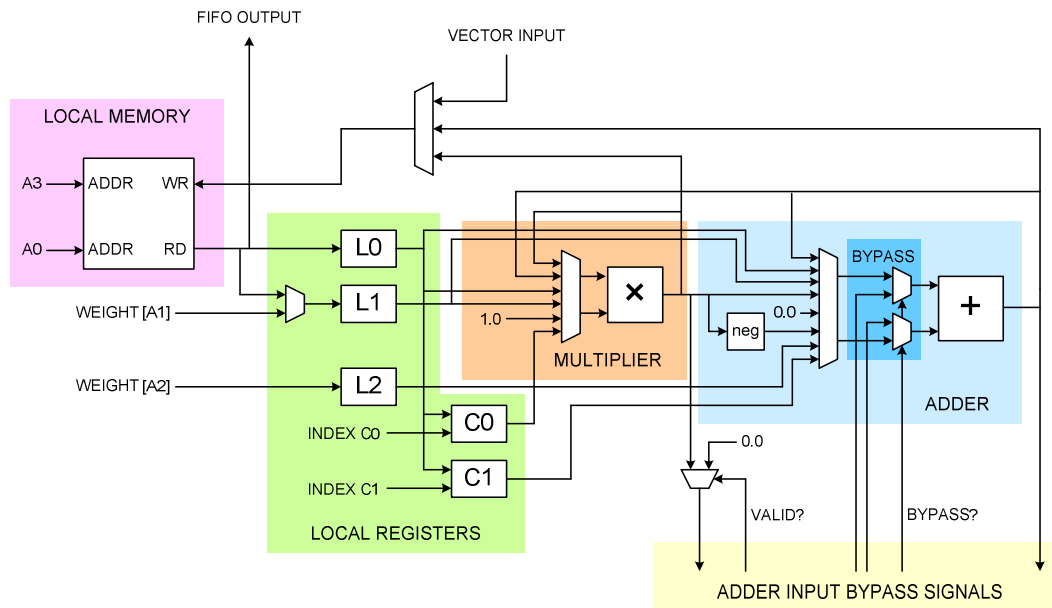 FIFO OUTPUT
VECTOR INPUT
LOCAL MEMORY
A3
ADDR
WR
A0
ADDR
RD
L0
BYPASS
WEIGHT [A1]
L1
1.0
×
0.0
+
neg
MULTIPLIER
WEIGHT [A2]
L2
ADDER
INDEX C0
C0
0.0
INDEX C1
C1
VALID?
BYPASS?
LOCAL REGISTERS
ADDER INPUT BYPASS SIGNALS